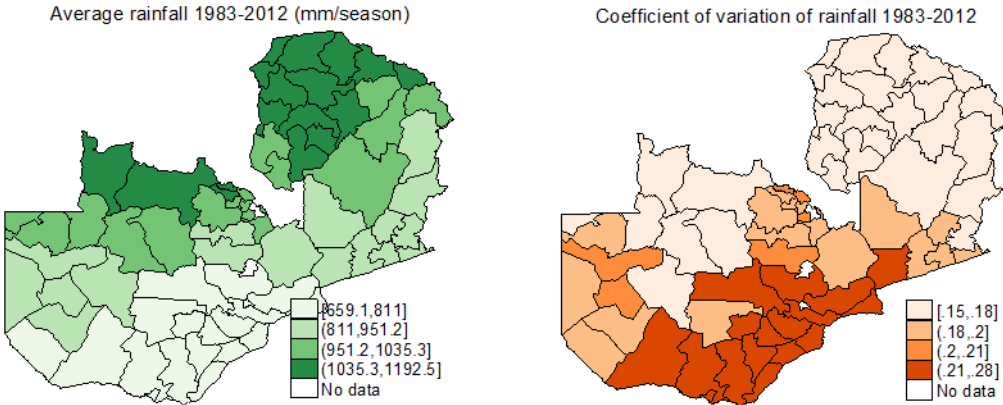 Average rainfall 1983-2012 (mm/season)
[659.1,811]
(811,951.2]
(951.2,1035.3]
(1035.3,1192.5]
No data
Coefficient of variation of rainfall 1983-2012
[.15,.18]
(.18,.2]
(.2,.21]
(.21,.28]
No data